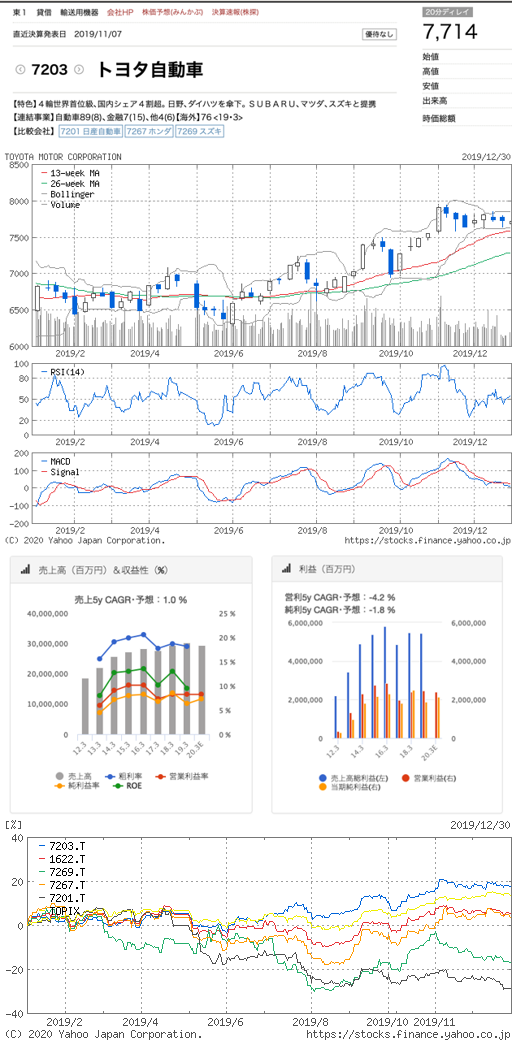 東1 貸借 輸送用機器 会社HP 株価予想(みんかぶ) 決算速報(株探)
20分ディレイ
7,714
直近決算発表日 2019/11/07
優待なし
始値
高値
安値
出来高
時価総額
7203 トヨタ自動車
【特色】4輪世界首位級、国内シェア4割超。日野、ダイハツを傘下。SUBARU、マツダ、スズキと提携
【連結事業】自動車89(8)、金融7(15)、他4(6)【海外】76 <19・3>
【比較会社】 7201 日産自動車 7267 ホンダ 7269 スズキ
TOYOTA MOTOR CORPORATION 2019/12/30
13-week MA
26-week MA
Bollinger
Volume
8500
8000
7500
7000
6500
6000
2019/2 2019/4 2019/6 2019/8 2019/10 2019/12
RSI(14)
100
80
50
20
0
2019/2 2019/4 2019/6 2019/8 2019/10 2019/12
MACD
Signal
200
100
0
-100
-200
2019/2 2019/4 2019/6 2019/8 2019/10 2019/12
(C) 2020 Yahoo Japan Corporation. https://stocks.finance.yahoo.co.jp
売上高（百万円）＆収益性（%）
売上5y CAGR・予想：1.0 %
40,000,000 25 %
30,000,000 20 %
15 %
20,000,000
10 %
10,000,000
5 %
0 0 %
12.3 13.3 14.3 15.3 16.3 17.3 18.3 19.3 20.3E
売上高 粗利率 営業利益率
純利益率 ROE
利益（百万円）
営利5y CAGR・予想：-4.2 %
純利5y CAGR・予想：-1.8 %
6,000,000 6,000,000
4,000,000 4,000,000
2,000,000 2,000,000
0 0
12.3 14.3 16.3 18.3 20.3E
売上高総利益(左) 営業利益(右)
当期純利益(右)
[%] 2019/12/30
7203.T
1622.T
7269.T
7267.T
7201.T
TOPIX
40
20
0
-20
-40
2019/2 2019/4 2019/6 2019/8 2019/10 2019/11
(C) 2020 Yahoo Japan Corporation. https://stocks.finance.yahoo.co.jp